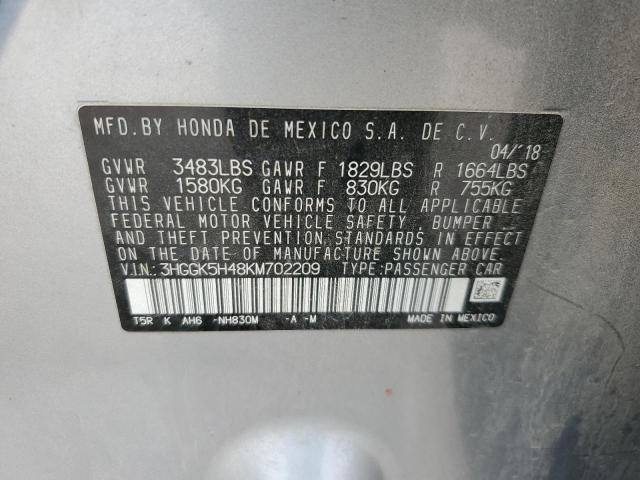 MFD.BY HONDA DE MEXICO S.A. DE C.V.
04/'18
GVWR 3483LBS GAWR F 1829LBS R 1664LBS
GVWR 1580KG GAWR F 830KG R 755KG
THIS VEHICLE CONFORMS TO ALL APPLICABLE
FEDERAL MOTOR VEHICLE SAFETY, BUMPER
AND THEFT PREVENTION STANDARDS IN EFFECT
ON THE DATE OF MANUFACTURE SHOWN ABOVE.
V.I.N.:3HGGK5H48KM702209 TYPE:PASSENGER CAR
T5R K AH6 -NH830M -A -M
MADE IN MEXICO